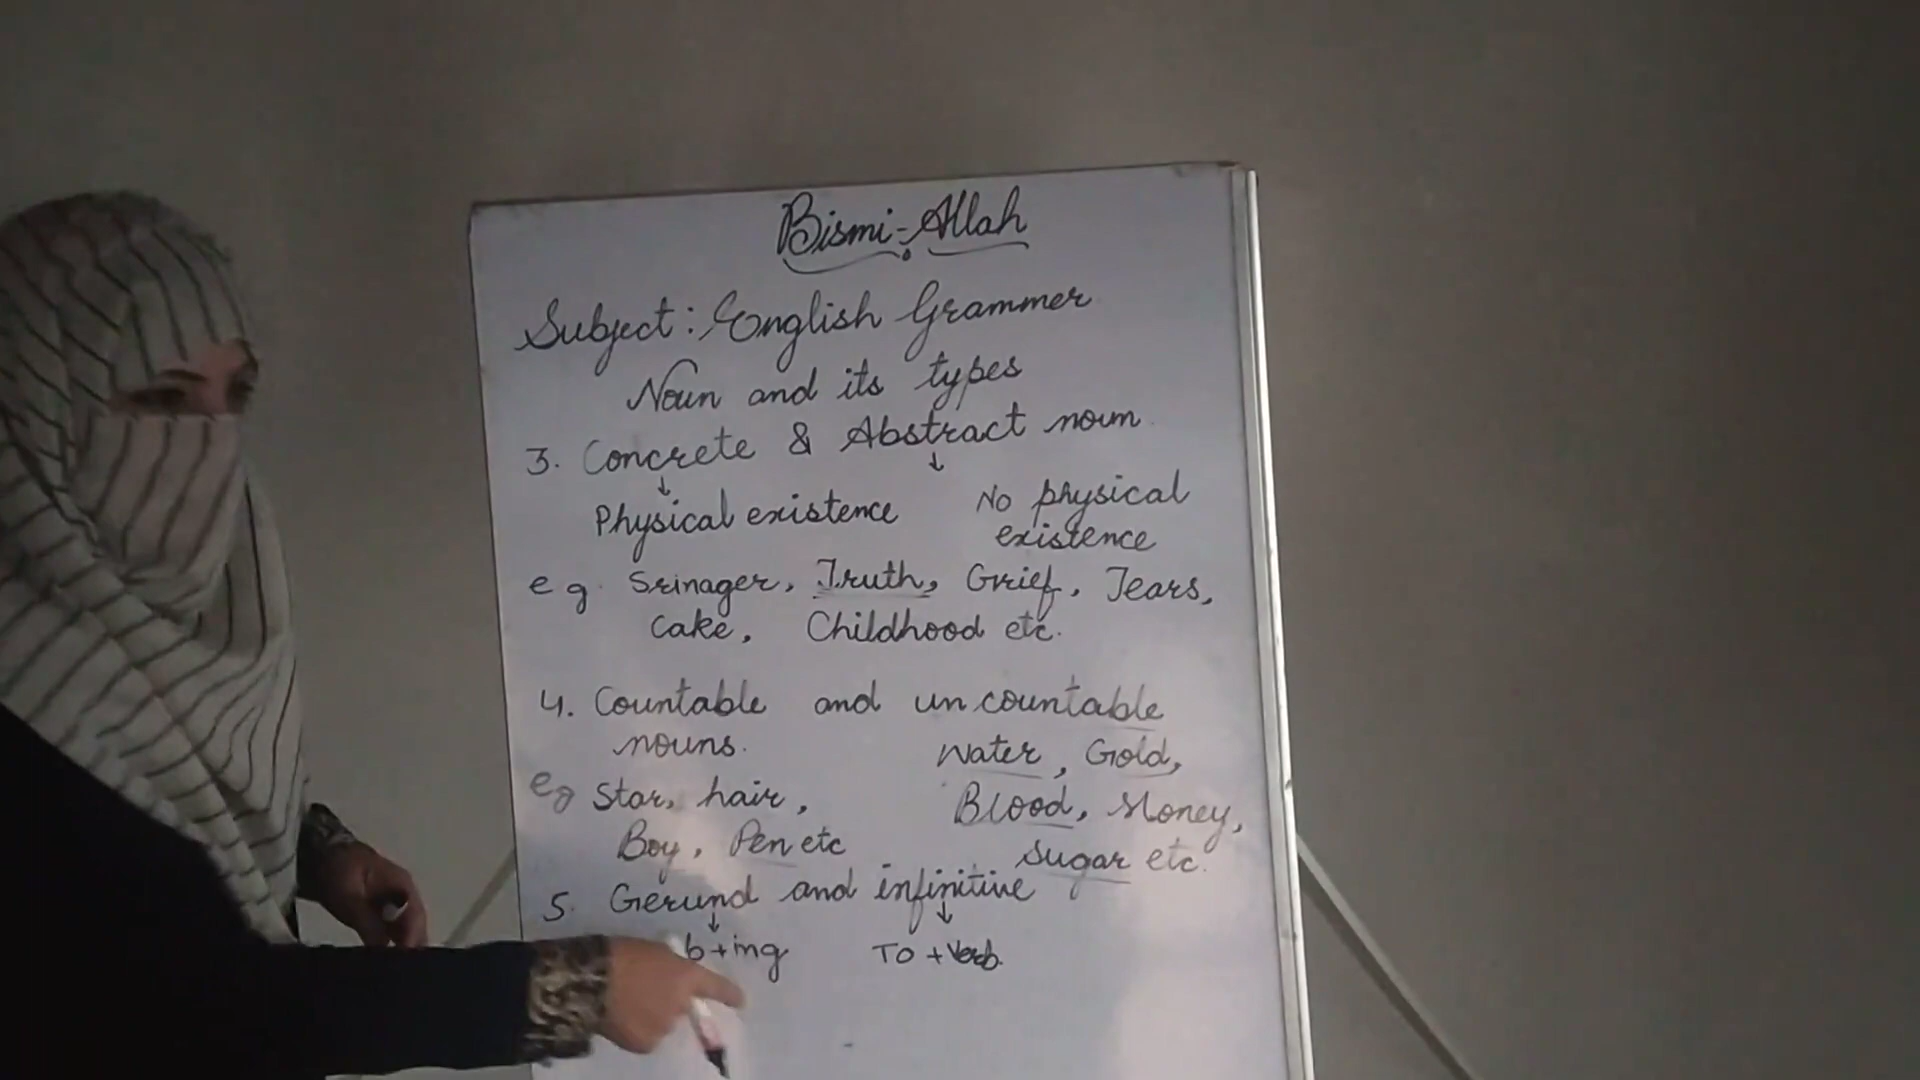 Bismi-Allah
Subject: English Grammer
Noun and its types
3. Concrete & Abstract noun
↓ ↓
Physical existence No physical
existence
eg. Srinager, Truth, Grief, Tears,
Cake, Childhood etc.
4. Countable and uncountable
nouns. Water, Gold,
eg Star, hair, Blood, Money,
Boy, Pen etc Sugar etc.
5. Gerund and infinitive
↓ ↓
b+ing To + Verb